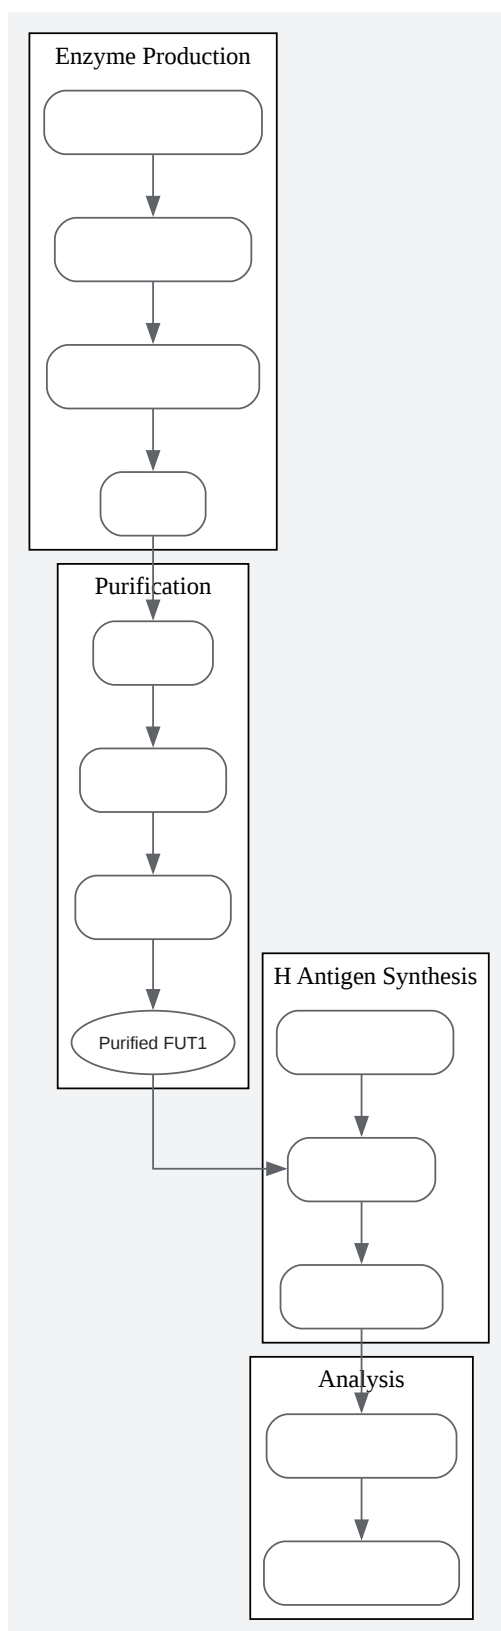 Enzyme Production
Purification
Purified FUT1
H Antigen Synthesis
Analysis